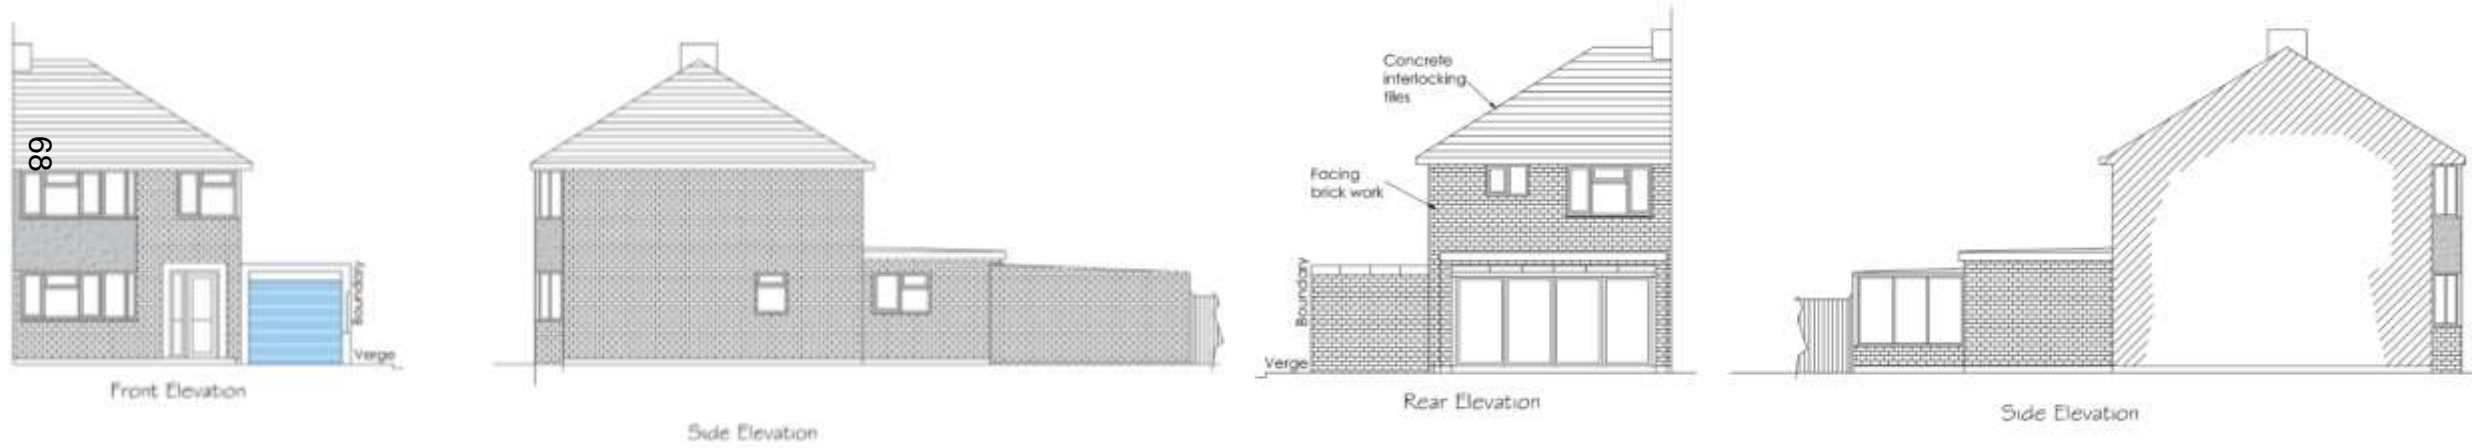 68
Boundary
Verge
Front Elevation
Side Elevation
Concrete
interlocking
tiles
Facing
brick work
Boundary
Verge
Rear Elevation
Side Elevation